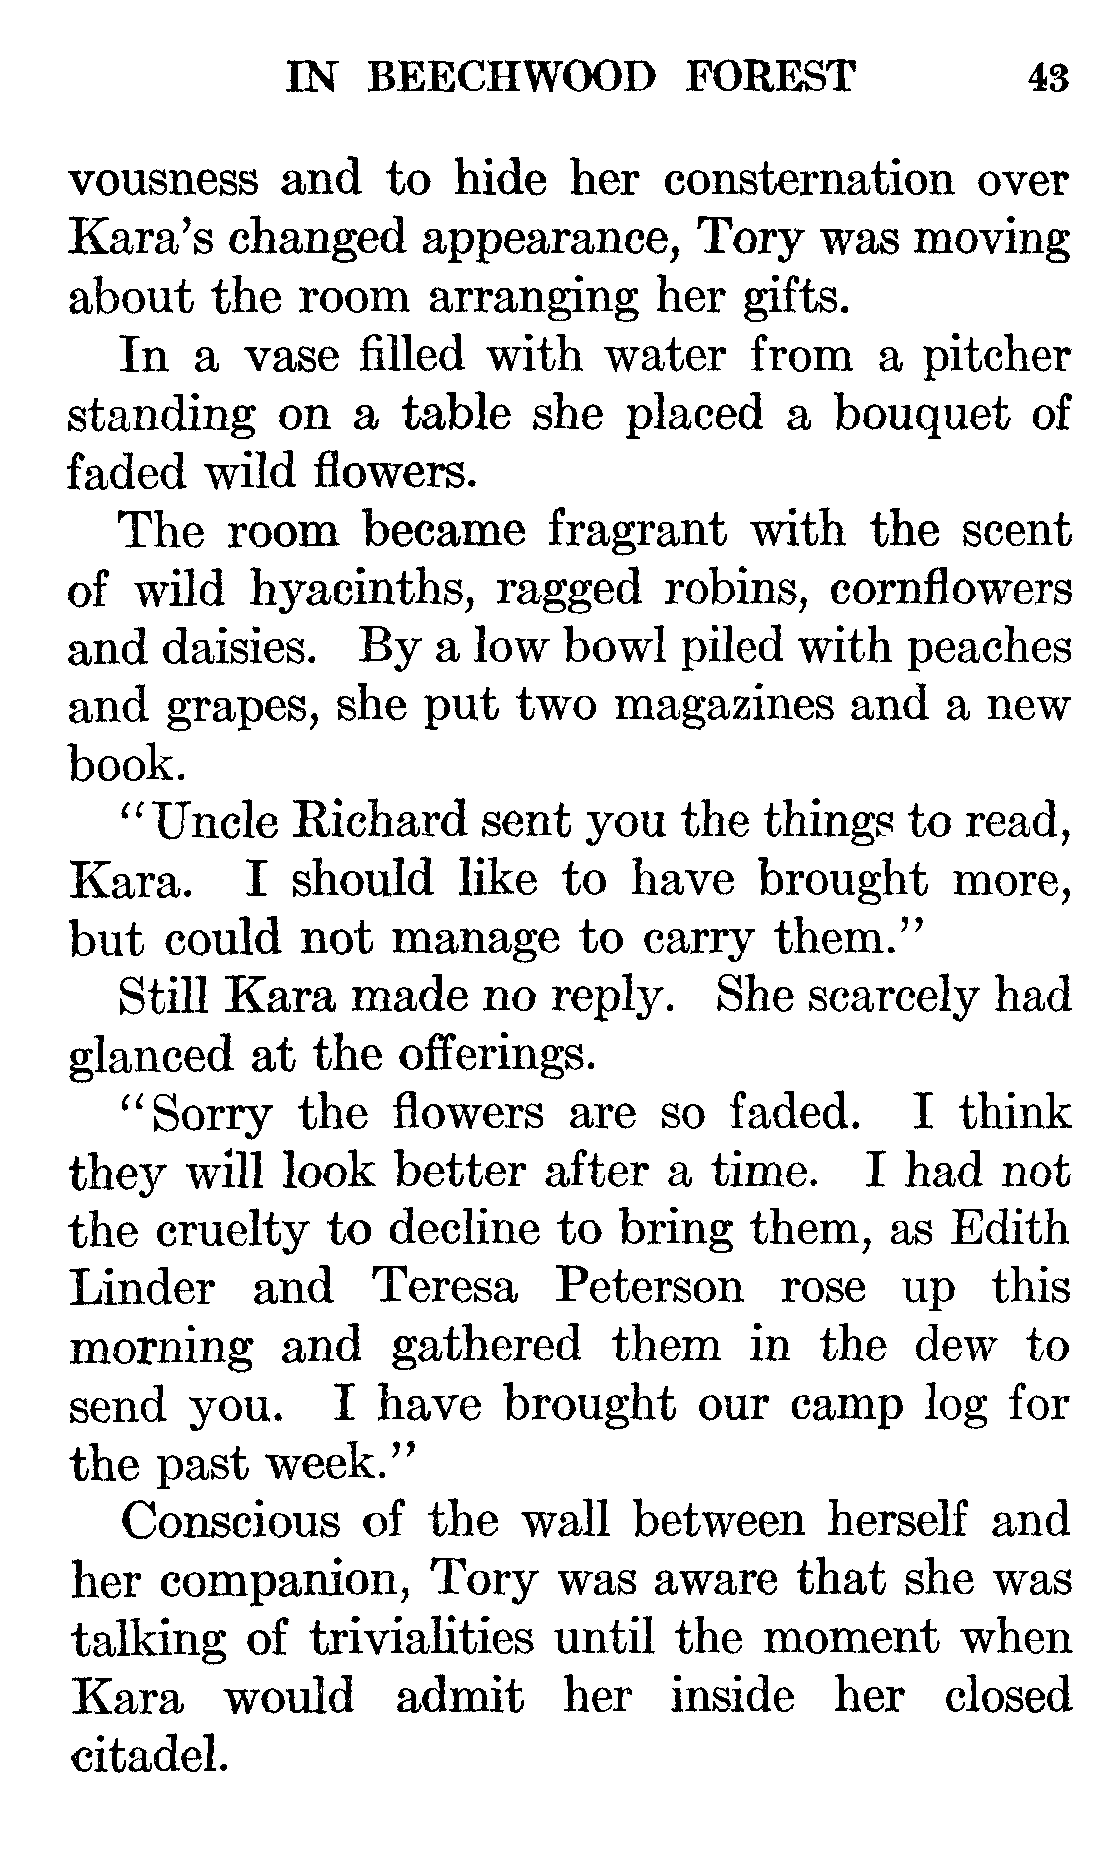 IN BEECHWOOD FOREST 43
vousness and to hide her consternation over
Kara's changed appearance, Tory was moving
about the room arranging her gifts.
In a vase filled with water from a pitcher
standing on a table she placed a bouquet of
faded wild flowers.
The room became fragrant with the scent
of wild hyacinths, ragged robins, cornflowers
and daisies. By a low bowl piled with peaches
and grapes, she put two magazines and a new
book.
"Uncle Richard sent you the things to read,
Kara. I should like to have brought more,
but could not manage to carry them."
Still Kara made no reply. She scarcely had
glanced at the offerings.
"Sorry the flowers are so faded. I think
they will look better after a time. I had not
the cruelty to decline to bring them, as Edith
Linder and Teresa Peterson rose up this
morning and gathered them in the dew to
send you. I have brought our camp log for
the past week."
Conscious of the wall between herself and
her companion, Tory was aware that she was
talking of trivialities until the moment when
Kara would admit her inside her closed
citadel.